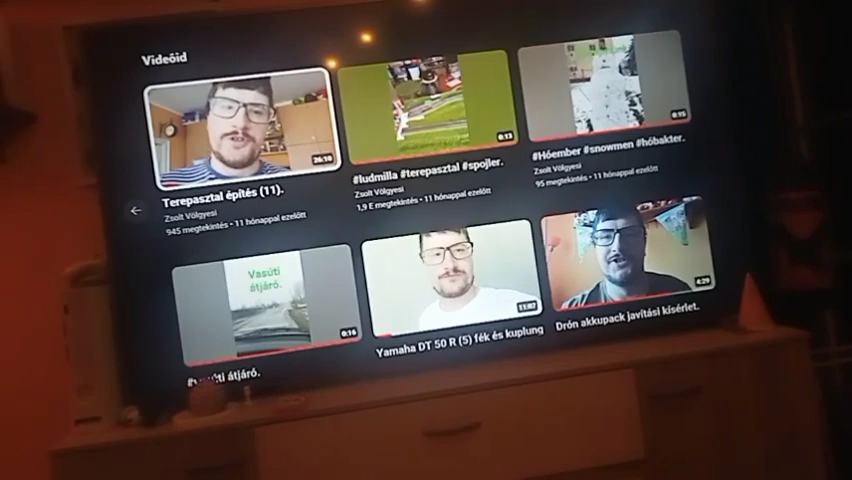 Videóid
26:10
0:13
0:15
Terepasztal építés (11).
Zsolt Völgyesi
945 megtekintés • 11 hónappal ezelőtt
#ludmilla #terepasztal #spojler.
Zsolt Völgyesi
1,9 E megtekintés • 11 hónappal ezelőtt
#Hóember #snowmen #hóbakter.
Zsolt Völgyesi
95 megtekintés • 11 hónappal ezelőtt
Vasúti
átjáró.
0:16
11:07
4:29
átjáró.
Yamaha DT 50 R (5) fék és kuplung
Drón akkupack javítási kisérlet.